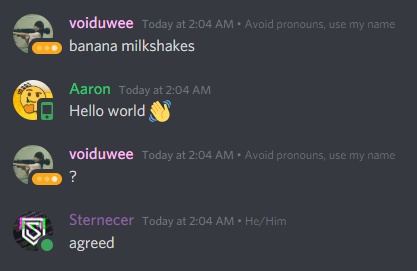 voiduwee Today at 2:04 AM • Avoid pronouns, use my name
banana milkshakes
Aaron Today at 2:04 AM
Hello world 👋
voiduwee Today at 2:04 AM • Avoid pronouns, use my name
?
Sternecer Today at 2:04 AM • He/Him
agreed